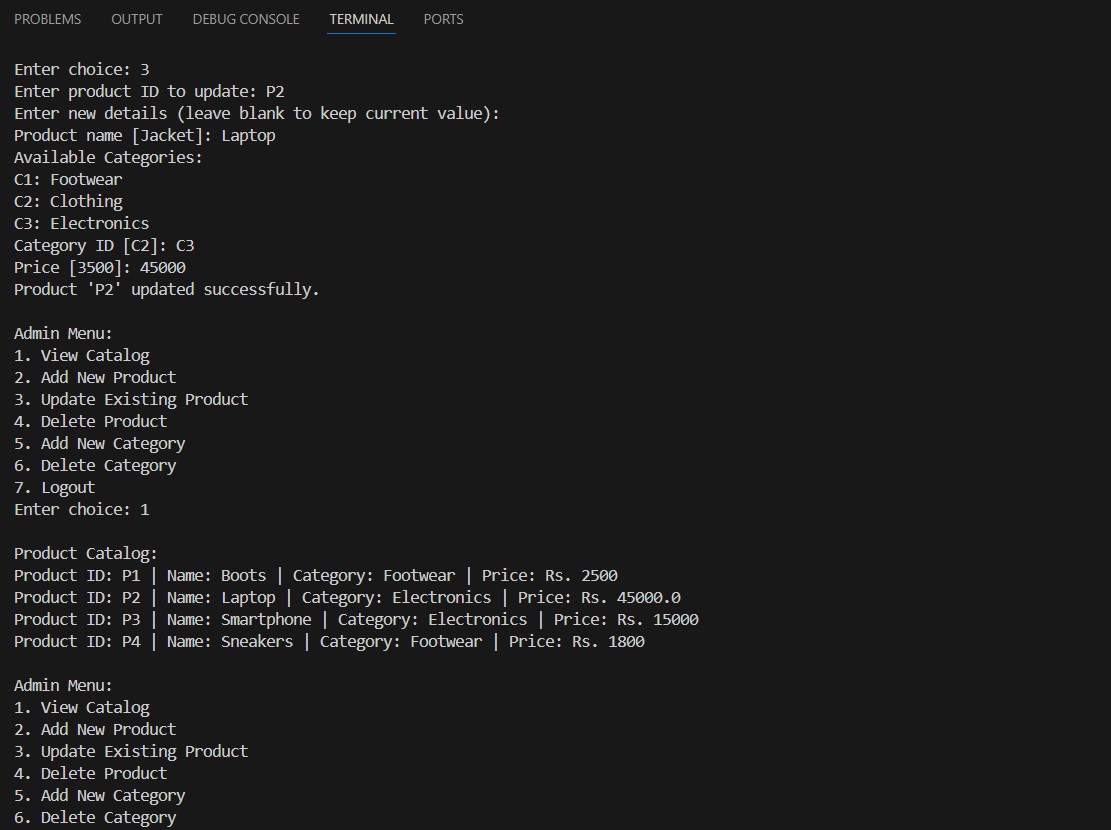 PROBLEMS OUTPUT DEBUG CONSOLE TERMINAL PORTS
Enter choice: 3
Enter product ID to update: P2
Enter new details (leave blank to keep current value):
Product name [Jacket]: Laptop
Available Categories:
C1: Footwear
C2: Clothing
C3: Electronics
Category ID [C2]: C3
Price [3500]: 45000
Product 'P2' updated successfully.
Admin Menu:
1. View Catalog
2. Add New Product
3. Update Existing Product
4. Delete Product
5. Add New Category
6. Delete Category
7. Logout
Enter choice: 1
Product Catalog:
Product ID: P1 | Name: Boots | Category: Footwear | Price: Rs. 2500
Product ID: P2 | Name: Laptop | Category: Electronics | Price: Rs. 45000.0
Product ID: P3 | Name: Smartphone | Category: Electronics | Price: Rs. 15000
Product ID: P4 | Name: Sneakers | Category: Footwear | Price: Rs. 1800
Admin Menu:
1. View Catalog
2. Add New Product
3. Update Existing Product
4. Delete Product
5. Add New Category
6. Delete Category